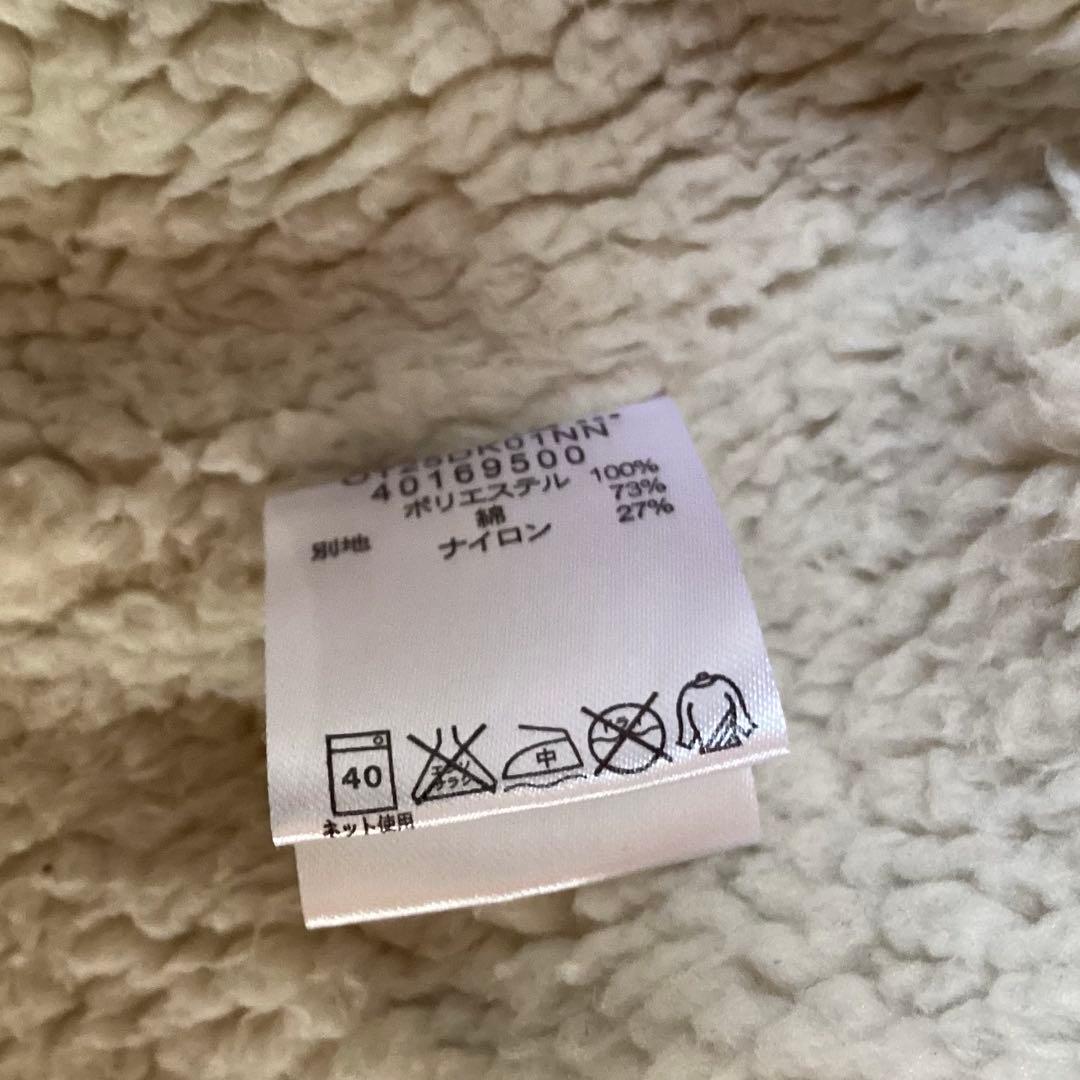 40169500
ポリエステル 100%
綿 73%
別地 ナイロン 27%
40
中
ネット使用